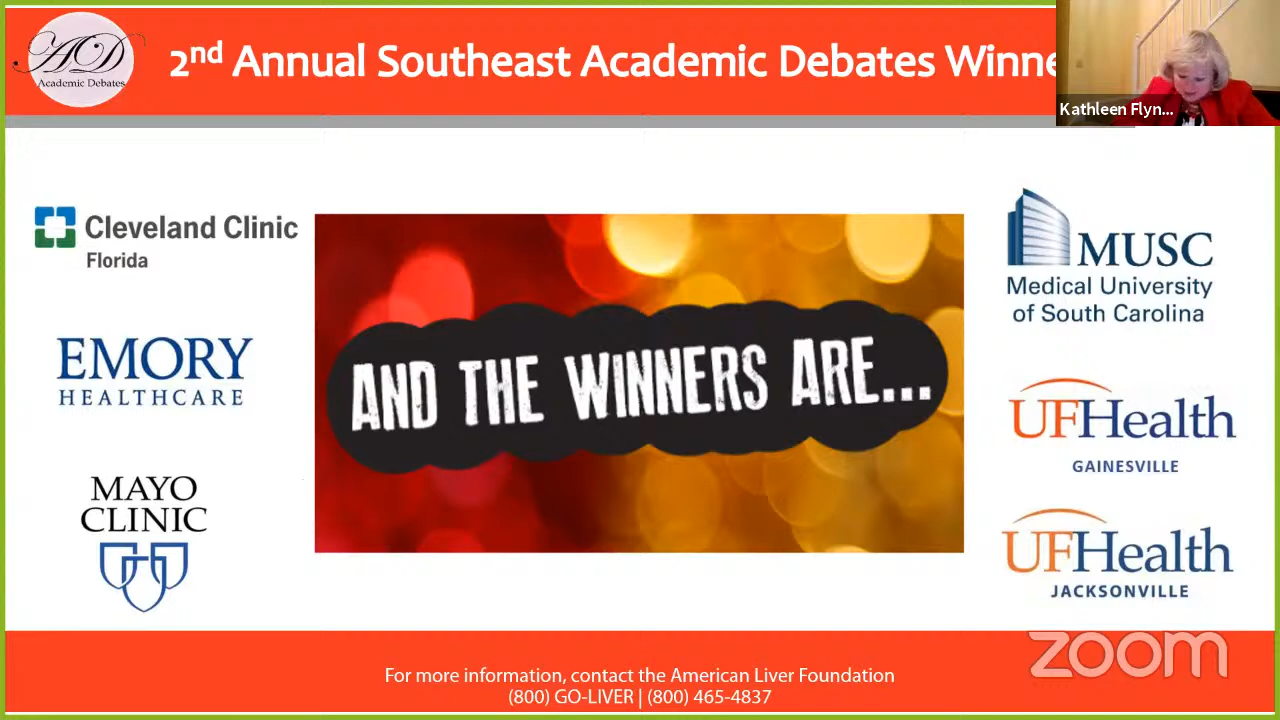 AD
Academic Debates
2nd Annual Southeast Academic Debates Winne
Kathleen Flyn...
Cleveland Clinic
Florida
EMORY
HEALTHCARE
MAYO
CLINIC
AND THE WINNERS ARE...
MUSC
Medical University
of South Carolina
UFHealth
GAINESVILLE
UFHealth
JACKSONVILLE
zoom
For more information, contact the American Liver Foundation
(800) GO-LIVER | (800) 465-4837